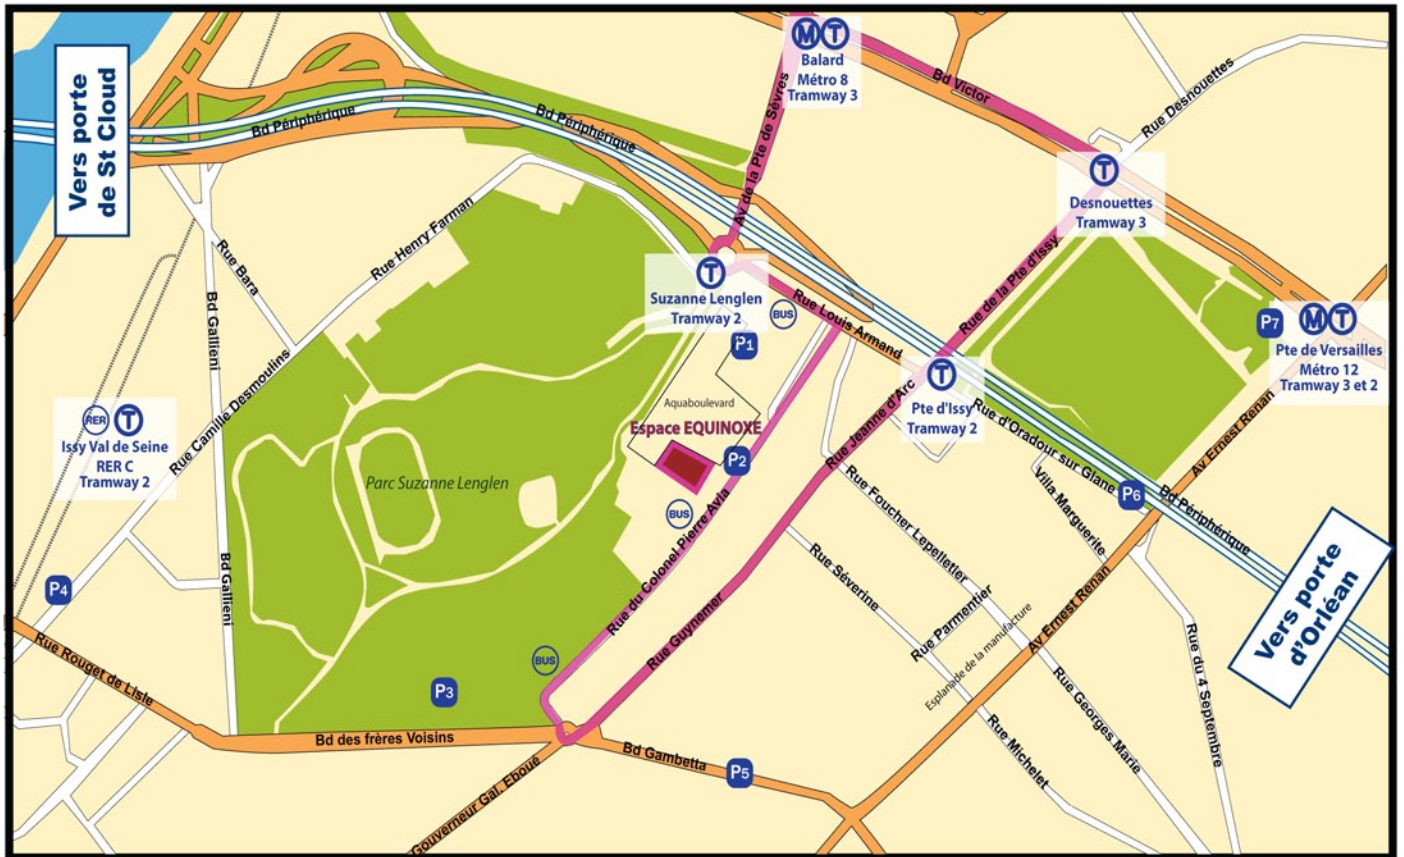 M T
Balard
Métro 8
Tramway 3
Vers porte
de St Cloud
Bd Périphérique
Bd Périphérique
Av de la Pte de Sèvres
Bd Victor
Rue Desnouettes
T
Desnouettes
Tramway 3
Rue Henry Farman
Rue Bara
Bd Gallieni
T
Suzanne Lenglen
Tramway 2
BUS
Rue Louis Armand
Rue de la Pte d'Issy
P1
P7
M T
Pte de Versailles
Métro 12
Tramway 3 et 2
T
Pte d'Issy
Tramway 2
Rue Camille Desmoulins
RER T
Issy Val de Seine
RER C
Tramway 2
Aquaboulevard
Espace EQUINOXE
P2
Rue Jeanne d'Arc
Rue d'Oradour sur Glane
Av Ernest Renan
Parc Suzanne Lenglen
BUS
P6
Bd Périphérique
Villa Marguerite
Rue Foucher Lepelletier
Rue du Colonel Pierre Avia
Bd Gallieni
P4
Rue Séverine
Rue Parmentier
Av Ernest Renan
Esplanade de la manufacture
Vers porte
d'Orléan
Rue Rouget de Lisle
Rue Guynemer
BUS
P3
Rue du 4 Septembre
Rue Georges Marie
Rue Michelet
Bd des frères Voisins
Bd Gambetta
P5
Gouverneur Gal. Eboué